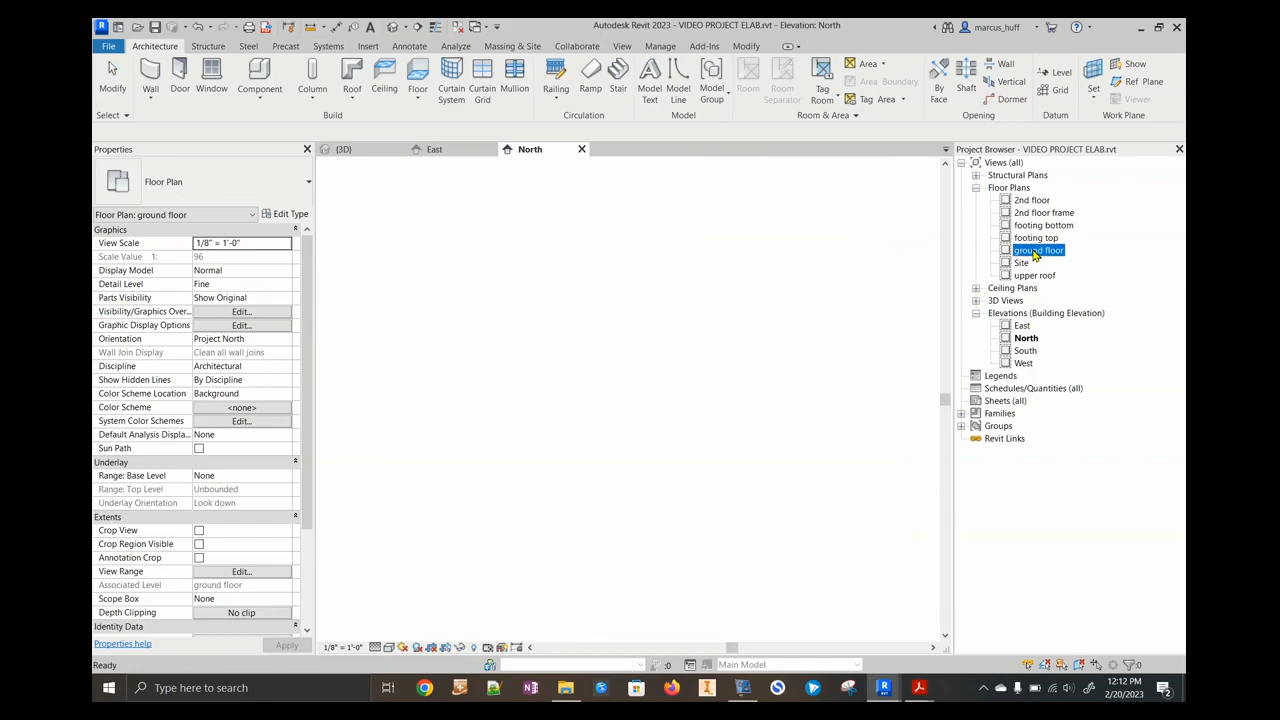 Autodesk Revit 2023 - VIDEO PROJECT ELAB.rvt - Elevation: North
marcus_huff
File Architecture Structure Steel Precast Systems Insert Annotate Analyze Massing & Site Collaborate View Manage Add-Ins Modify
Modify Wall Door Window Component Column Roof Ceiling Floor Curtain System Curtain Grid Mullion Railing Ramp Stair Model Text Model Line Model Group Room Room Separator Tag Room
Area
Area Boundary
Tag Area
By Face Shaft
Wall
Vertical
Dormer
Level
Grid
Set
Show
Ref Plane
Viewer
Select Build Circulation Model Room & Area Opening Datum Work Plane
Properties
{3D} East North
Project Browser - VIDEO PROJECT ELAB.rvt
Floor Plan
Floor Plan: ground floor Edit Type
Graphics
View Scale 1/8" = 1'-0"
Scale Value 1: 96
Display Model Normal
Detail Level Fine
Parts Visibility Show Original
Visibility/Graphics Over... Edit...
Graphic Display Options Edit...
Orientation Project North
Wall Join Display Clean all wall joins
Discipline Architectural
Show Hidden Lines By Discipline
Color Scheme Location Background
Color Scheme <none>
System Color Schemes Edit...
Default Analysis Displa... None
Sun Path
Underlay
Range: Base Level None
Range: Top Level Unbounded
Underlay Orientation Look down
Extents
Crop View
Crop Region Visible
Annotation Crop
View Range Edit...
Associated Level ground floor
Scope Box None
Depth Clipping No clip
Identity Data
Properties help Apply
Views (all)
Structural Plans
Floor Plans
2nd floor
2nd floor frame
footing bottom
footing top
ground floor
Site
upper roof
Ceiling Plans
3D Views
Elevations (Building Elevation)
East
North
South
West
Legends
Schedules/Quantities (all)
Sheets (all)
Families
Groups
Revit Links
1/8" = 1'-0"
Ready :0 Main Model :0
Type here to search
12:12 PM
2/20/2023
2